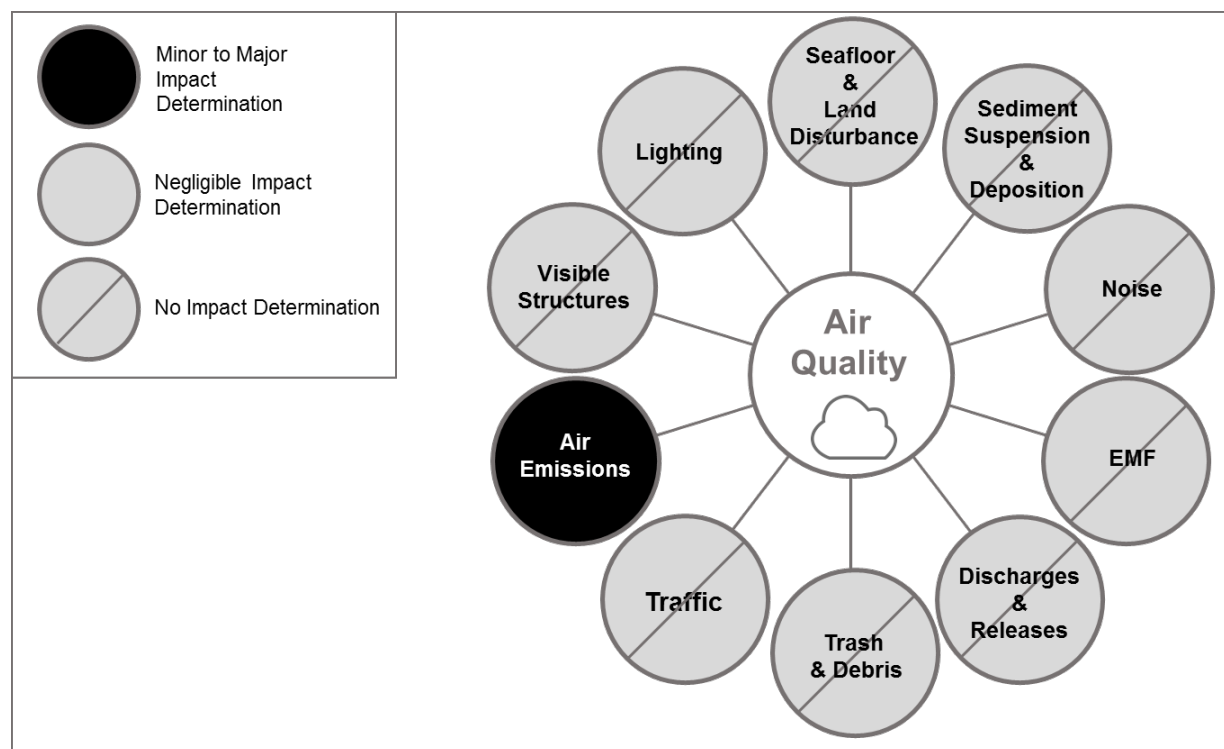 Minor to Major
Impact
Determination
Negligible Impact
Determination
No Impact Determination
Seafloor
&
Land
Disturbance
Sediment
Suspension
&
Deposition
Noise
EMF
Discharges
&
Releases
Trash
& Debris
Traffic
Air
Emissions
Visible
Structures
Lighting
Air
Quality